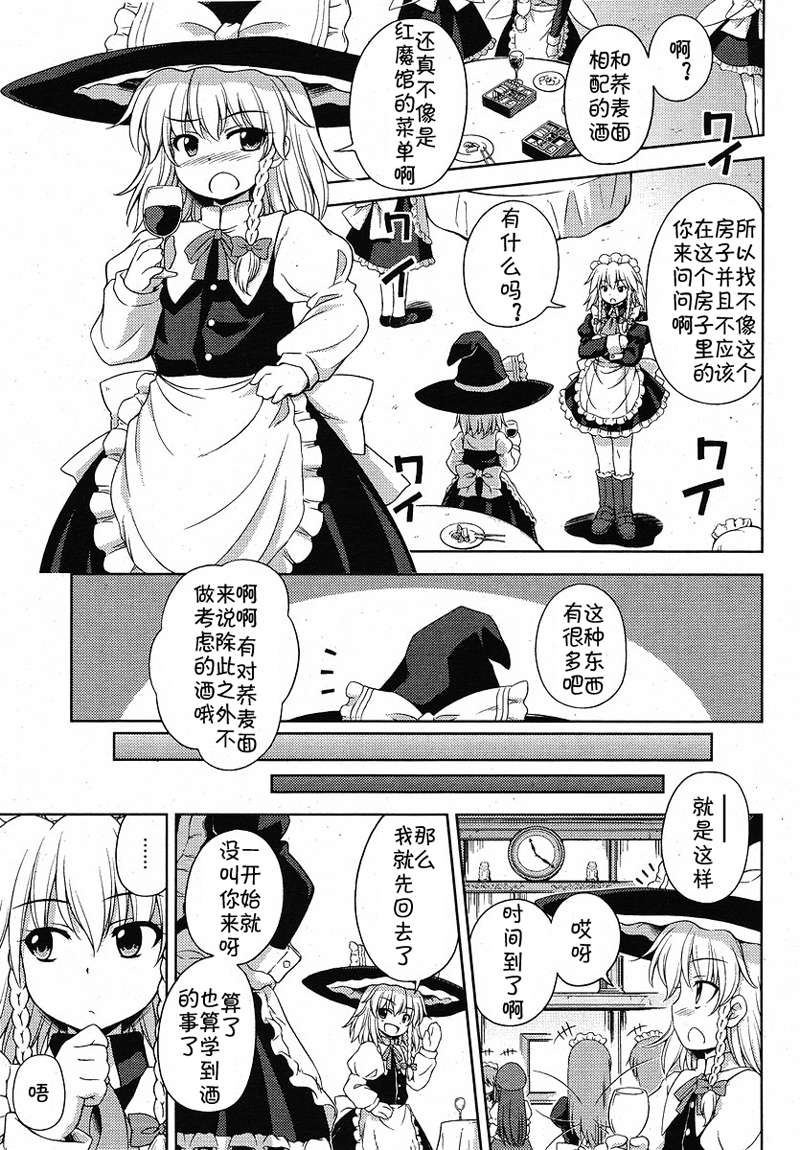 啊？
和荞麦面
相配的酒
还真不像是
红魔馆的菜单啊
ワイ
所以找不像这个
房子并且不应该
在这个房子里的
你来问问啊
有什么吗？
ワイ
ワイ
ワイ
这种东西
有很多吧
啊啊 有对荞麦面
来说除此之外不
做考虑的酒哦
——
就是这样
哎呀
时间到了啊
那么
我就先回去了
一开始就
没叫你来呀
算了
也算学到酒
的事了
……
唔